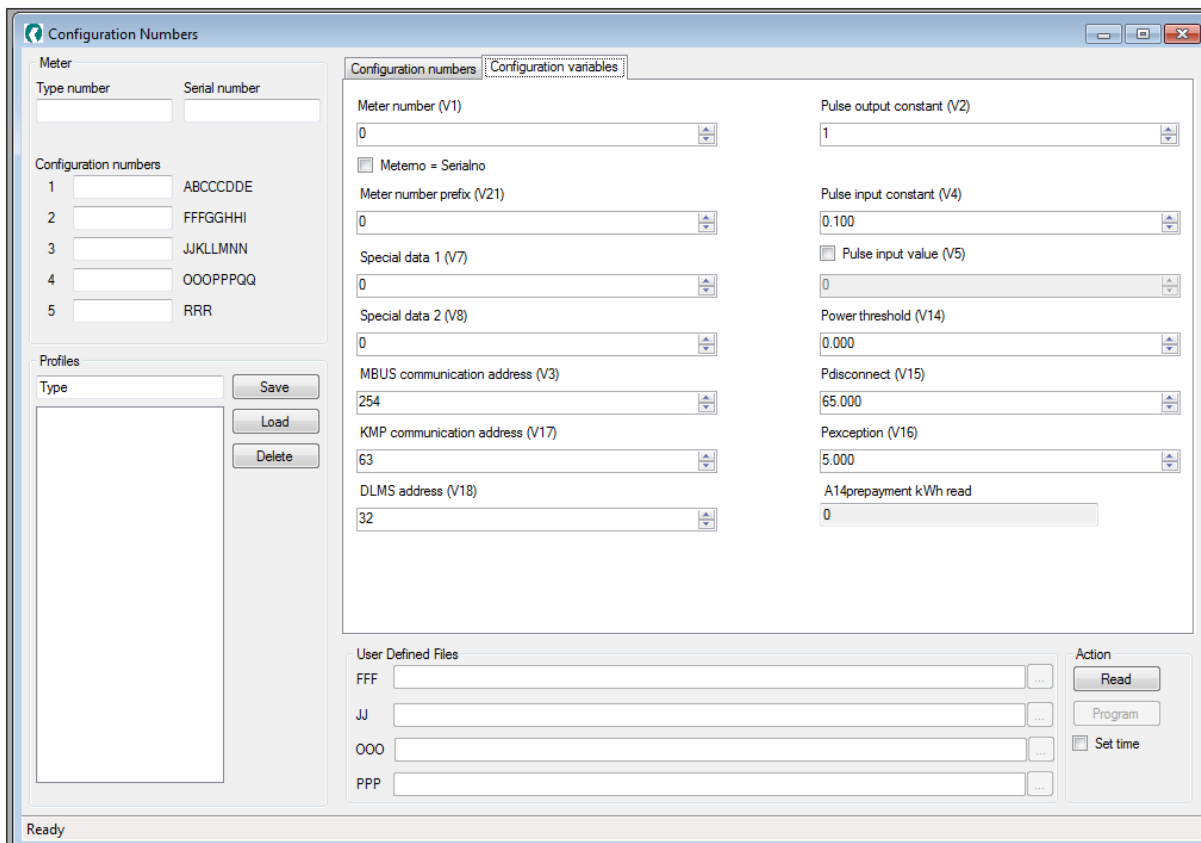 Configuration Numbers
Meter
Type number Serial number
Configuration numbers
1 ABCCCDDE
2 FFFGGHHI
3 JJKLLMNN
4 OOOPPPQQ
5 RRR
Profiles
Type
Save
Load
Delete
Configuration numbers Configuration variables
Meter number (V1)
0
Meterno = Serialno
Meter number prefix (V21)
0
Special data 1 (V7)
0
Special data 2 (V8)
0
MBUS communication address (V3)
254
KMP communication address (V17)
63
DLMS address (V18)
32
Pulse output constant (V2)
1
Pulse input constant (V4)
0.100
Pulse input value (V5)
0
Power threshold (V14)
0.000
Pdisconnect (V15)
65.000
Pexception (V16)
5.000
A14prepayment kWh read
0
User Defined Files
FFF ...
JJ ...
OOO ...
PPP ...
Action
Read
Program
Set time
Ready